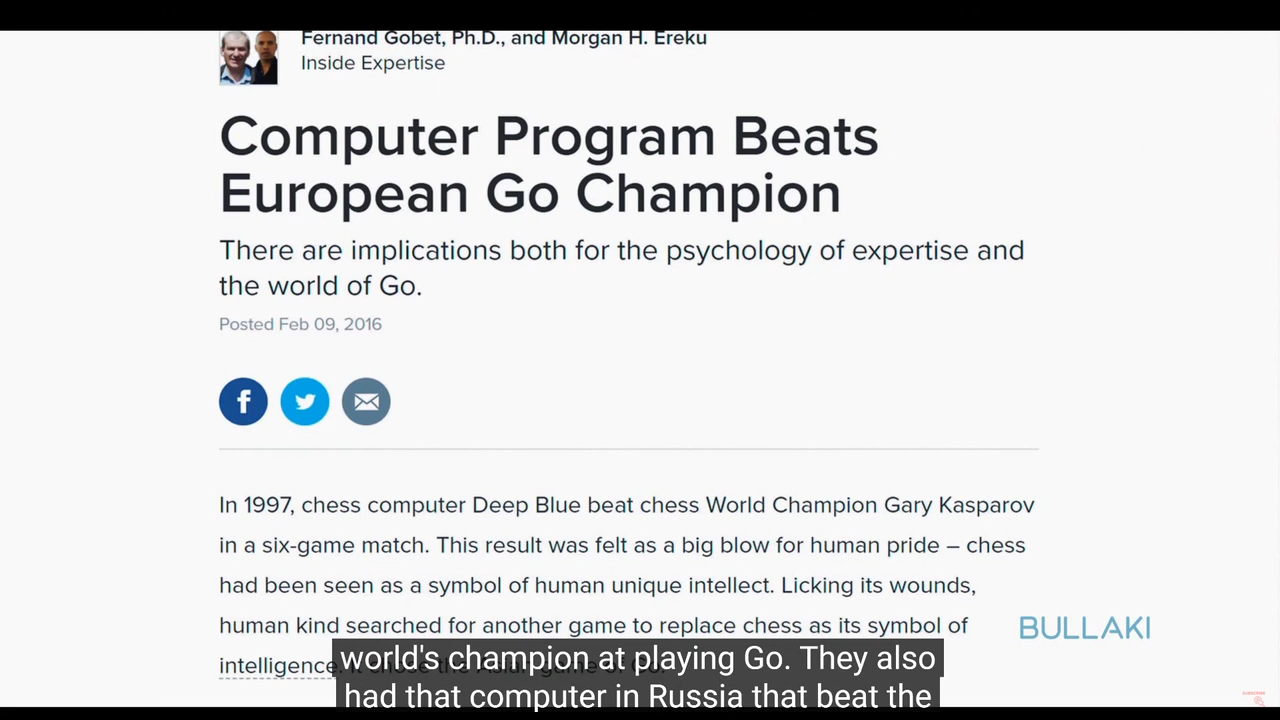 Fernand Gobet, Ph.D., and Morgan H. Ereku
Inside Expertise
Computer Program Beats
European Go Champion
There are implications both for the psychology of expertise and
the world of Go.
Posted Feb 09, 2016
In 1997, chess computer Deep Blue beat chess World Champion Gary Kasparov
in a six-game match. This result was felt as a big blow for human pride – chess
had been seen as a symbol of human unique intellect. Licking its wounds,
human kind searched for another game to replace chess as its symbol of
BULLAKI
intelligence.
world's champion at playing Go. They also
had that computer in Russia that beat the
SUBSCRIBE